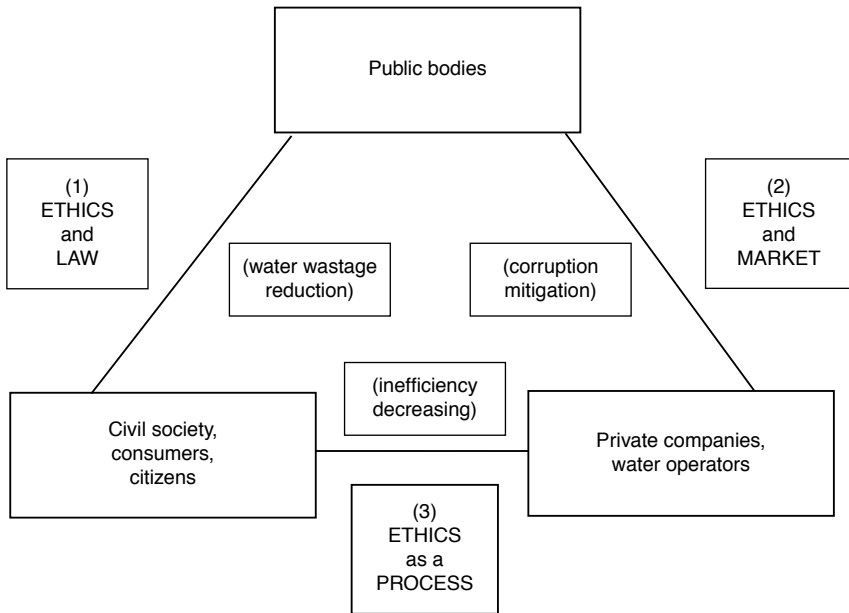 Public bodies
(1)
ETHICS
and
LAW
(2)
ETHICS
and
MARKET
(water wastage
reduction)
(corruption
mitigation)
(inefficiency
decreasing)
Civil society,
consumers,
citizens
Private companies,
water operators
(3)
ETHICS
as a
PROCESS